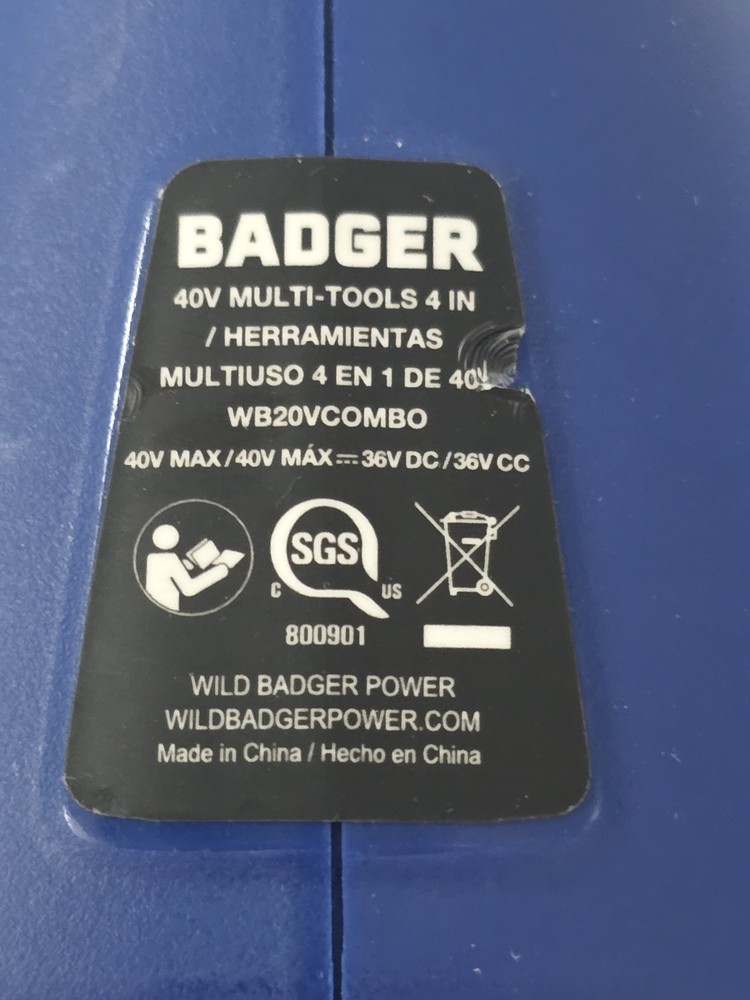 BADGER
40V MULTI-TOOLS 4 IN
/ HERRAMIENTAS
MULTIUSO 4 EN 1 DE 40V
WB20VCOMBO
40V MAX / 40V MÁX ⎓ 36V DC / 36V CC
SGS
C US
800901
WILD BADGER POWER
WILDBADGERPOWER.COM
Made in China / Hecho en China